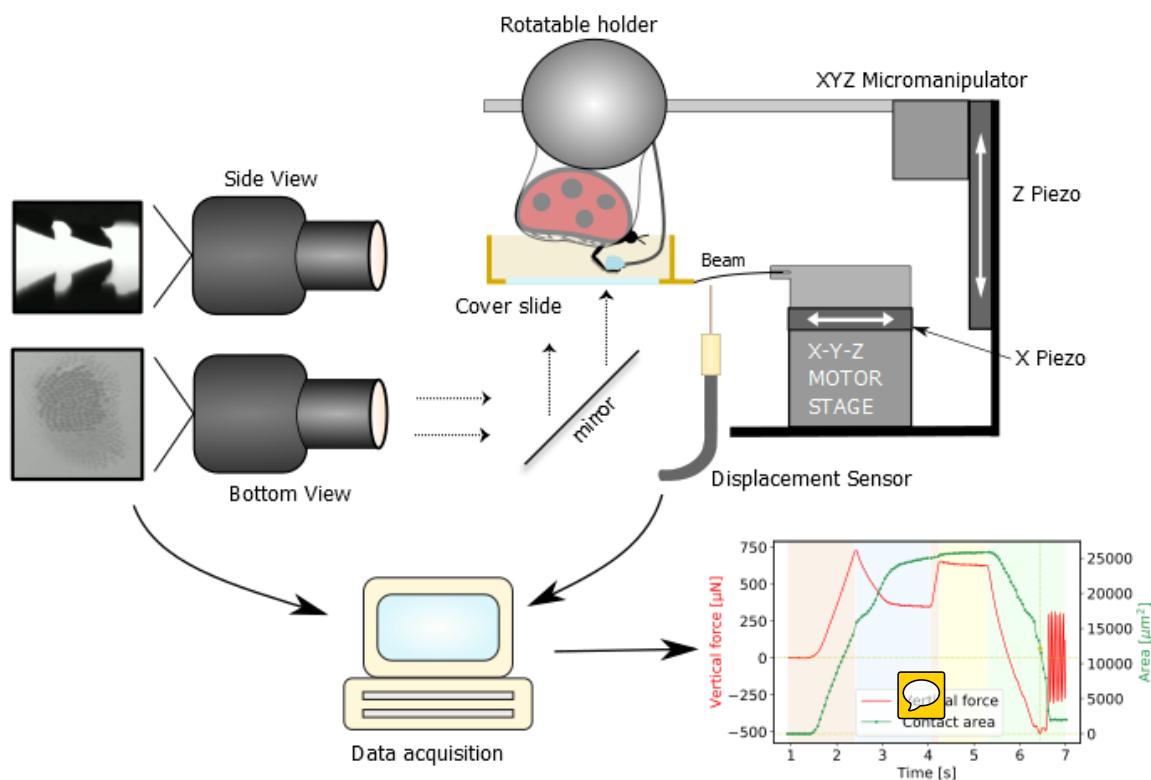 Rotatable holder
XYZ Micromanipulator
Side View
Z Piezo
Beam
Cover slide
X-Y-Z
MOTOR
STAGE
X Piezo
mirror
Bottom View
Displacement Sensor
Data acquisition
Vertical force [µN]
750
500
250
0
−250
−500
1 2 3 4 5 6 7
Time [s]
25000
20000
15000
10000
5000
0
Area [µm²]
force
Contact area